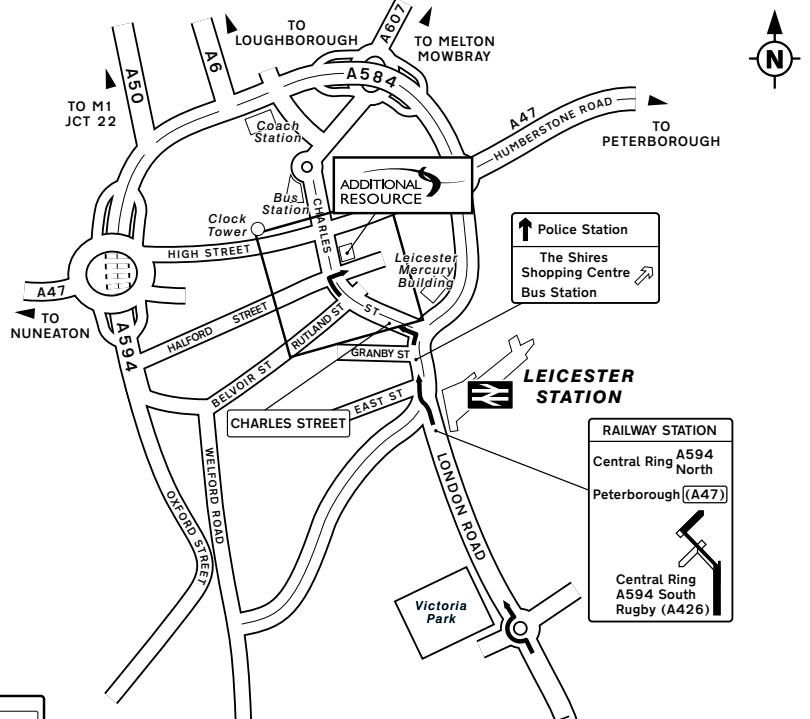 TO
LOUGHBOROUGH
A607
TO MELTON
MOWBRAY
A6
A50
TO M1
JCT 22
A584
N
A47
HUMBERSTONE ROAD
TO
PETERBOROUGH
Coach
Station
ADDITIONAL
RESOURCE
Bus
Station
CHARLES
Clock
Tower
HIGH STREET
Leicester
Mercury
Building
Police Station
The Shires
Shopping Centre
Bus Station
A47
TO
NUNEATON
A594
HALFORD STREET
RUTLAND ST
ST
GRANBY ST
BELVOIR ST
EAST ST
CHARLES STREET
LEICESTER
STATION
RAILWAY STATION
Central Ring A594
North
Peterborough (A47)
Central Ring
A594 South
Rugby (A426)
WELFORD ROAD
OXFORD STREET
LONDON ROAD
Victoria
Park